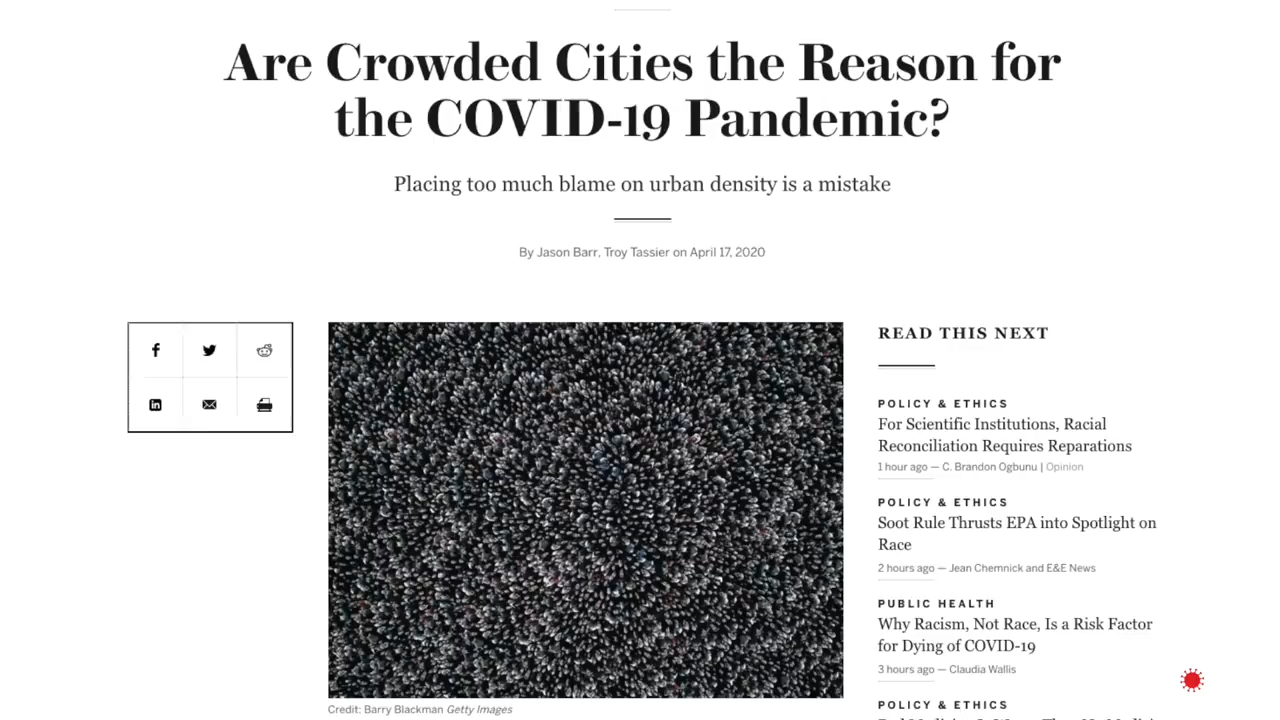 Are Crowded Cities the Reason for
the COVID-19 Pandemic?
Placing too much blame on urban density is a mistake
By Jason Barr, Troy Tassier on April 17, 2020
READ THIS NEXT
POLICY & ETHICS
For Scientific Institutions, Racial
Reconciliation Requires Reparations
1 hour ago — C. Brandon Ogbunu | Opinion
POLICY & ETHICS
Soot Rule Thrusts EPA into Spotlight on
Race
2 hours ago — Jean Chemnick and E&E News
PUBLIC HEALTH
Why Racism, Not Race, Is a Risk Factor
for Dying of COVID-19
3 hours ago — Claudia Wallis
POLICY & ETHICS
Credit: Barry Blackman Getty Images